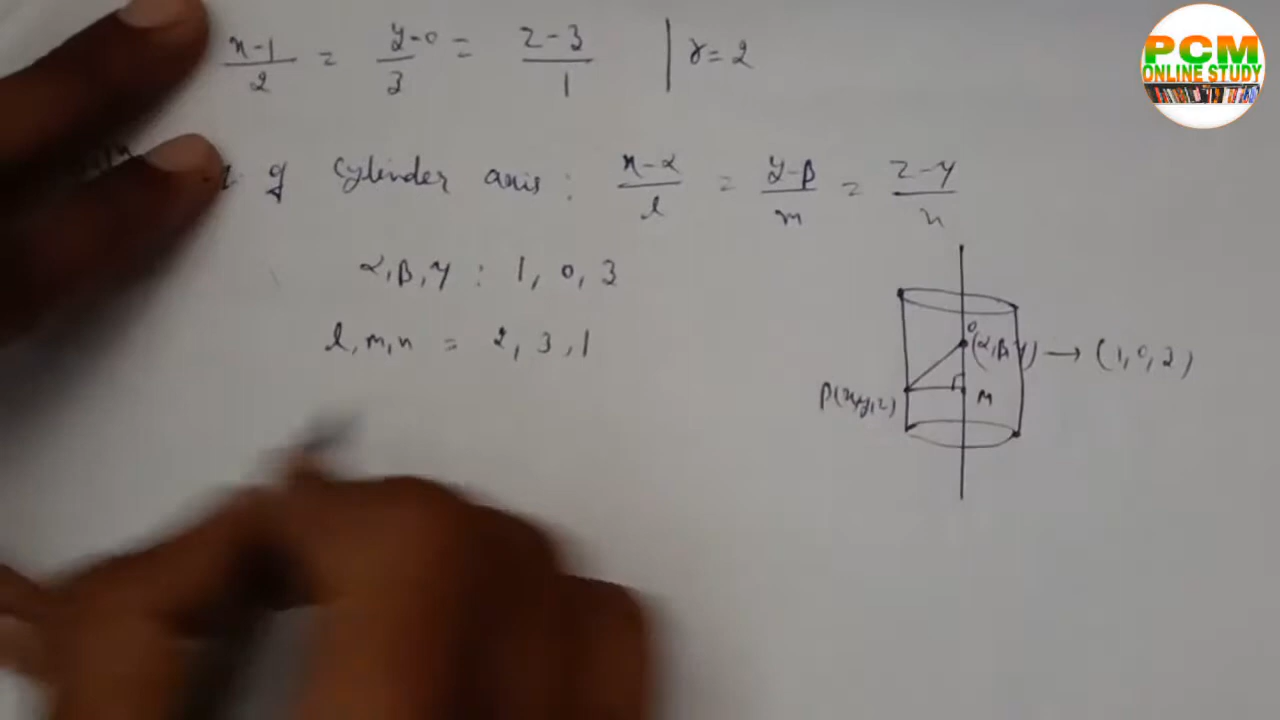 x-1/2 = y-0/3 = z-3/1 | r = 2
of cylinder axis : x-α/l = y-β/m = z-γ/n
α, β, γ : 1, 0, 3
l, m, n = 2, 3, 1
O
(α, β, γ) → (1, 0, 3)
P(x,y,z) M
PCM
ONLINE STUDY